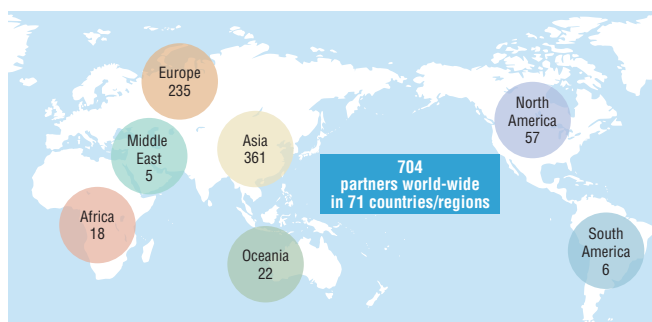 Europe
235
Middle
East
5
Asia
361
North
America
57
704
partners world-wide
in 71 countries/regions
Africa
18
Oceania
22
South
America
6